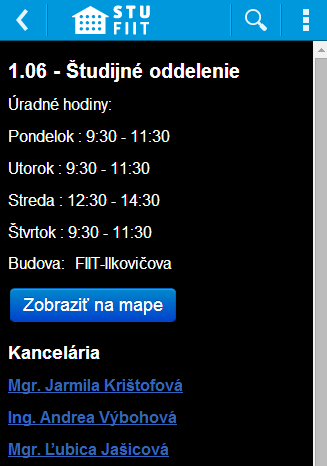 STU
FIIT
1.06 - Študijné oddelenie
Úradné hodiny:
Pondelok : 9:30 - 11:30
Utorok : 9:30 - 11:30
Streda : 12:30 - 14:30
Štvrtok : 9:30 - 11:30
Budova: FIIT-Ilkovičova
Zobraziť na mape
Kancelária
Mgr. Jarmila Krištofová
Ing. Andrea Výbohová
Mgr. Ľubica Jašicová